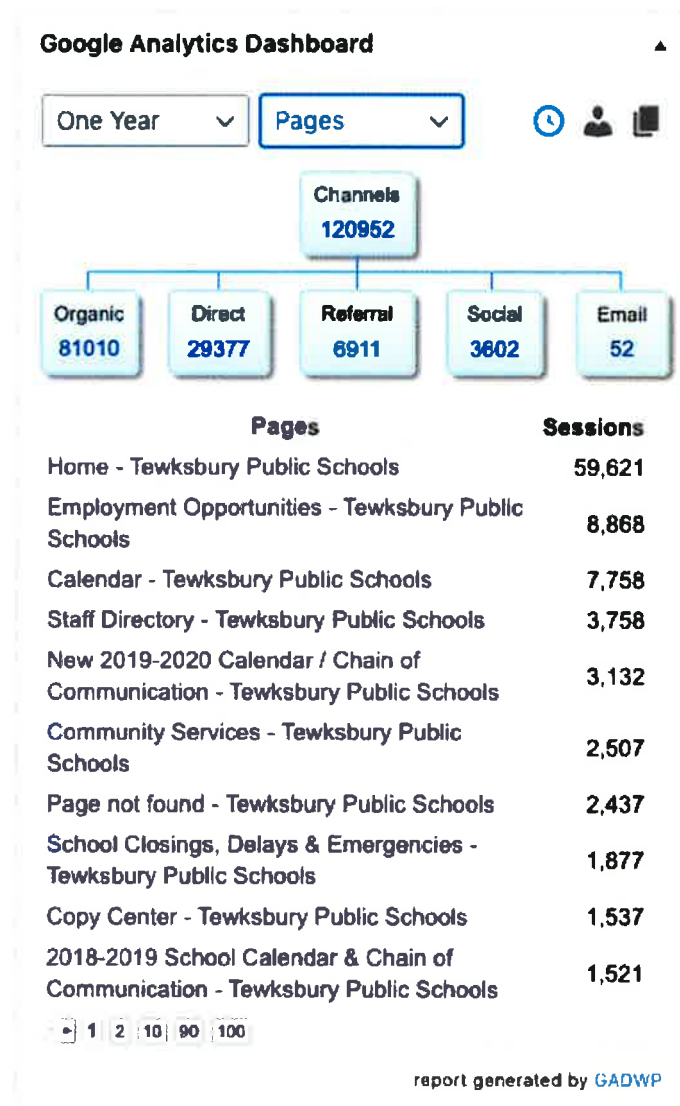 Google Analytics Dashboard
One Year Pages
Channels
120952
Organic Direct Referral Social Email
81010 29377 6911 3602 52
Pages Sessions
Home - Tewksbury Public Schools 59,621
Employment Opportunities - Tewksbury Public
Schools 8,868
Calendar - Tewksbury Public Schools 7,758
Staff Directory - Tewksbury Public Schools 3,758
New 2019-2020 Calendar / Chain of
Communication - Tewksbury Public Schools 3,132
Community Services - Tewksbury Public
Schools 2,507
Page not found - Tewksbury Public Schools 2,437
School Closings, Delays & Emergencies -
Tewksbury Public Schools 1,877
Copy Center - Tewksbury Public Schools 1,537
2018-2019 School Calendar & Chain of
Communication - Tewksbury Public Schools 1,521
1 2 10 90 100
report generated by GADWP